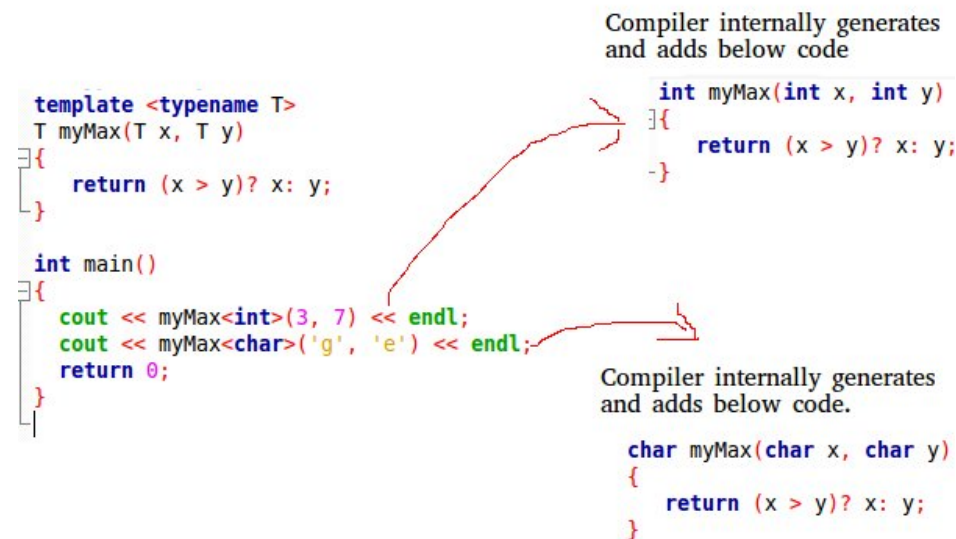 template <typename T>
T myMax(T x, T y)
{
return (x > y)? x: y;
}
int main()
{
cout << myMax<int>(3, 7) << endl;
cout << myMax<char>('g', 'e') << endl;
return 0;
}
Compiler internally generates
and adds below code
int myMax(int x, int y)
{
return (x > y)? x: y;
}
Compiler internally generates
and adds below code.
char myMax(char x, char y)
{
return (x > y)? x: y;
}